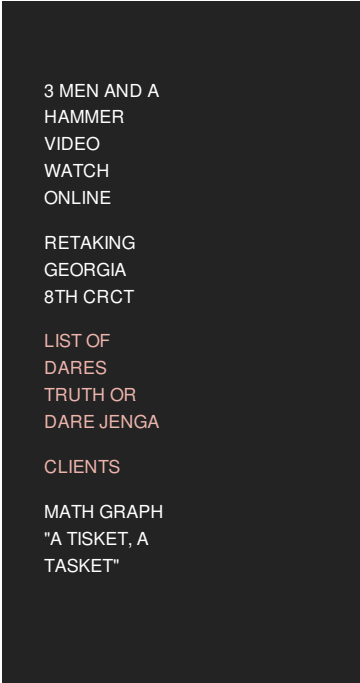 3 MEN AND A
HAMMER
VIDEO
WATCH
ONLINE
RETAKING
GEORGIA
8TH CRCT
LIST OF
DARES
TRUTH OR
DARE JENGA
CLIENTS
MATH GRAPH
"A TISKET, A
TASKET"